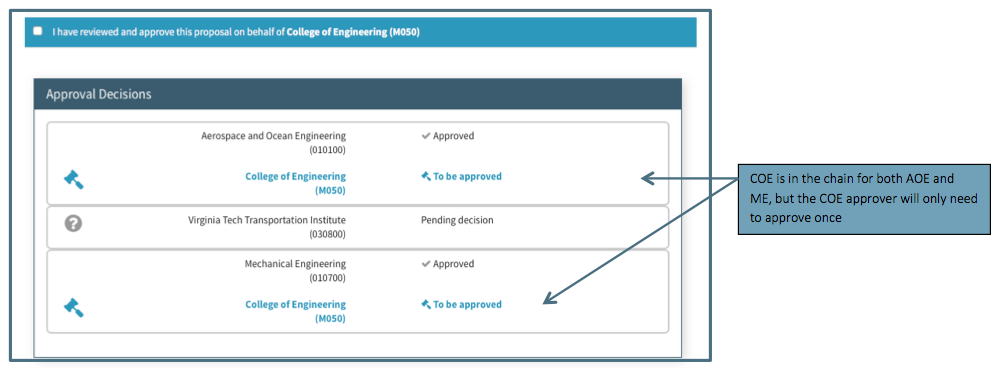 I have reviewed and approve this proposal on behalf of College of Engineering (M050)
Approval Decisions
Aerospace and Ocean Engineering
(010100)
Approved
College of Engineering
(M050)
To be approved
Virginia Tech Transportation Institute
(030800)
Pending decision
Mechanical Engineering
(010700)
Approved
College of Engineering
(M050)
To be approved
COE is in the chain for both AOE and
ME, but the COE approver will only need
to approve once